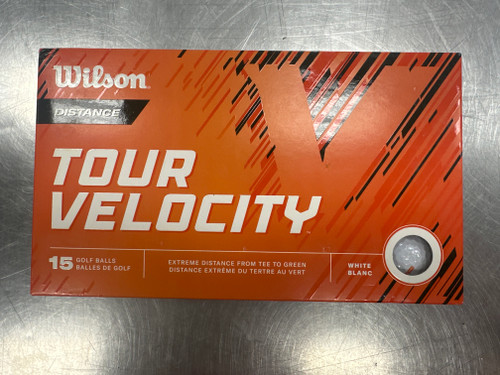 Wilson
DISTANCE
TOUR
VELOCITY
15 GOLF BALLS
BALLES DE GOLF
EXTREME DISTANCE FROM TEE TO GREEN
DISTANCE EXTRÊME DU TERTRE AU VERT
WHITE
BLANC